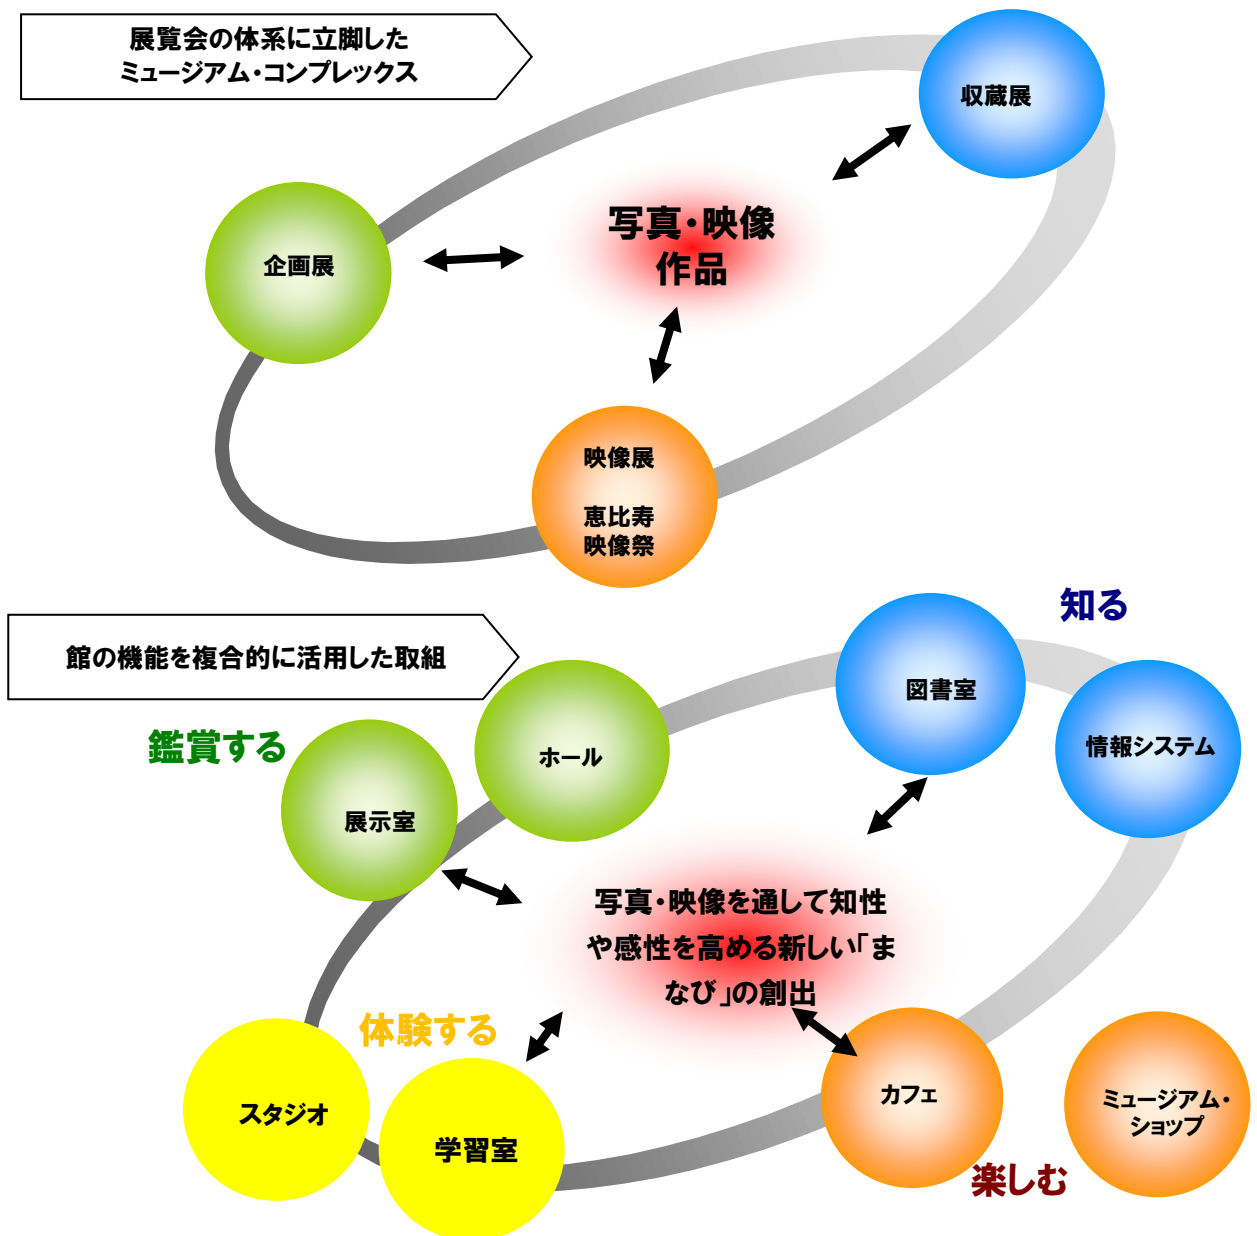 展覧会の体系に立脚した
ミュージアム・コンプレックス
収蔵展
写真・映像
作品
企画展
映像展
恵比寿
映像祭
知る
館の機能を複合的に活用した取組
図書室
鑑賞する
ホール
情報システム
展示室
写真・映像を通して知性
や感性を高める新しい「ま
なび」の創出
体験する
スタジオ
学習室
カフェ
ミュージアム・
ショップ
楽しむ